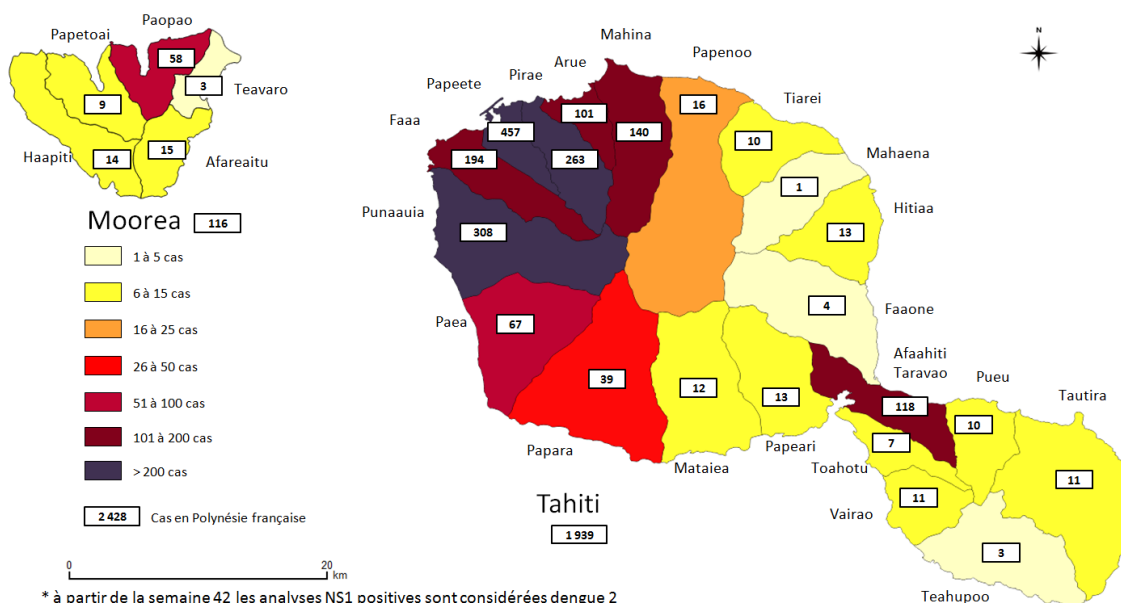 Paopao
Papetoai
58
3
Teavaro
9
Haapiti
14
15
Afareaitu
Moorea 116
1 à 5 cas
6 à 15 cas
16 à 25 cas
26 à 50 cas
51 à 100 cas
101 à 200 cas
> 200 cas
2 428 Cas en Polynésie française
0 20
km
N
Mahina
Arue
Papenoo
Pirae
Papeete
Tiarei
Faaa
457
101
140
16
10
194
263
Mahaena
1
Punaauia
308
Hitiaa
13
Paea
67
4
Faaone
39
12
13
Afaahiti
Taravao
118
Pueu
10
Tautira
Papara
Mataiea
Papeari
7
Toahotu
11
11
Vairao
Tahiti
1 939
3
Teahupoo
* à partir de la semaine 42 les analyses NS1 positives sont considérées dengue 2